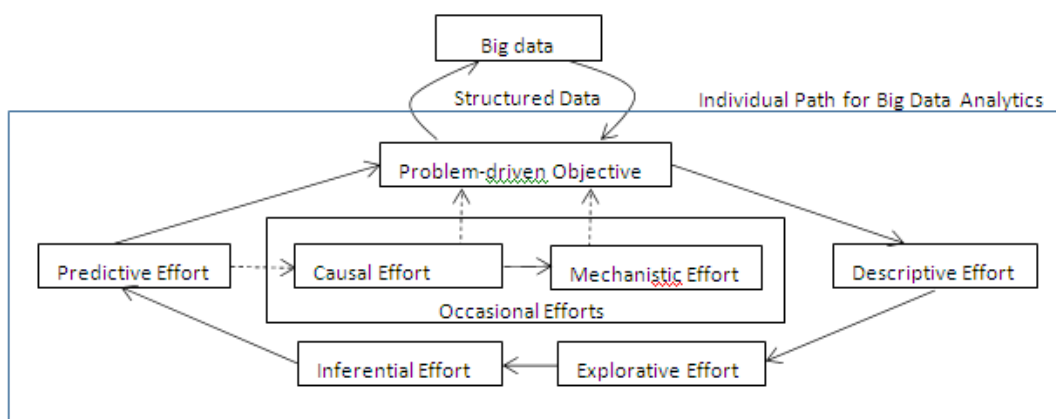 Big data
Structured Data
Individual Path for Big Data Analytics
Problem-driven Objective
Predictive Effort
Causal Effort
Mechanistic Effort
Descriptive Effort
Occasional Efforts
Inferential Effort
Explorative Effort